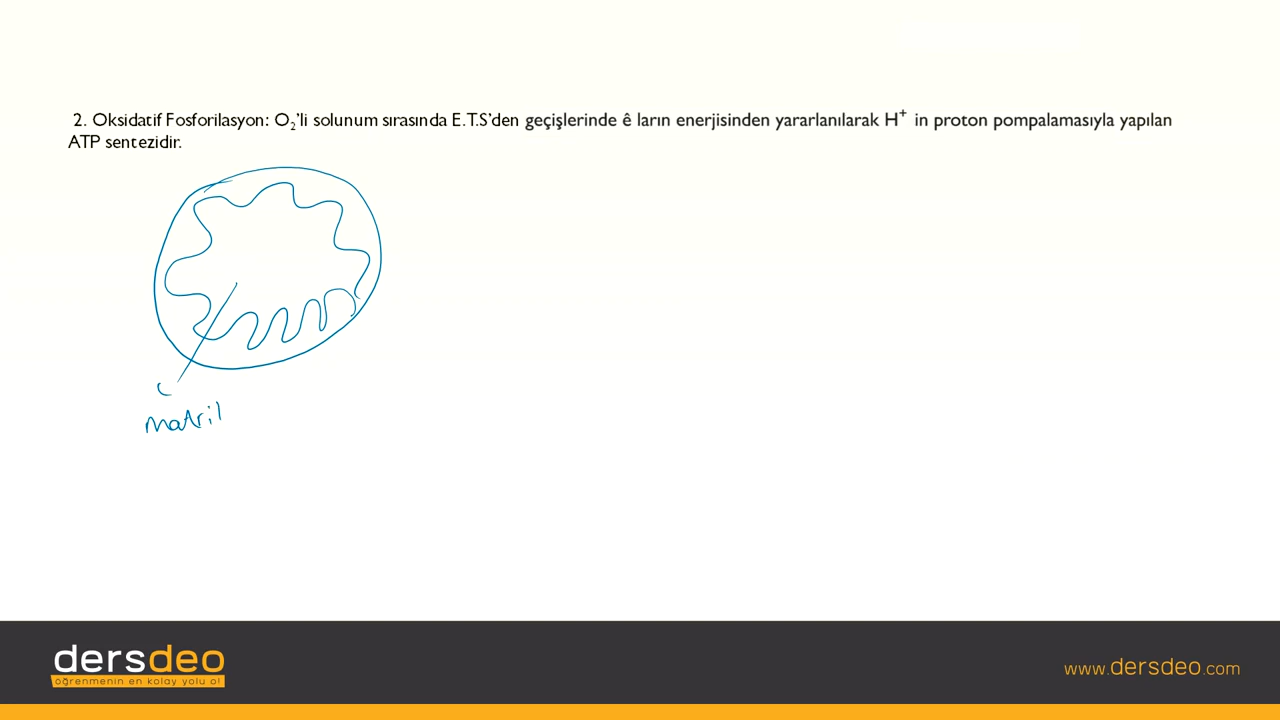 2. Oksidatif Fosforilasyon: O₂'li solunum sırasında E.T.S'den geçişlerinde ê ların enerjisinden yararlanılarak H⁺ in proton pompalamasıyla yapılan
ATP sentezidir.
matril
dersdeo
öğrenmenin en kolay yolu o!
www.dersdeo.com